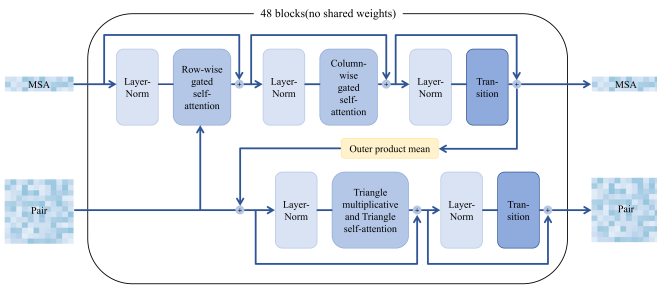 48 blocks(no shared weights)
MSA
Layer-
Norm
Row-wise
gated
self-
attention
+
Layer-
Norm
Column-
wise
gated
self-
attention
+
Layer-
Norm
Tran-
sition
+
MSA
Outer product mean
Pair
+
Layer-
Norm
Triangle
multiplicative
and Triangle
self-attention
+
Layer-
Norm
Tran-
sition
+
Pair